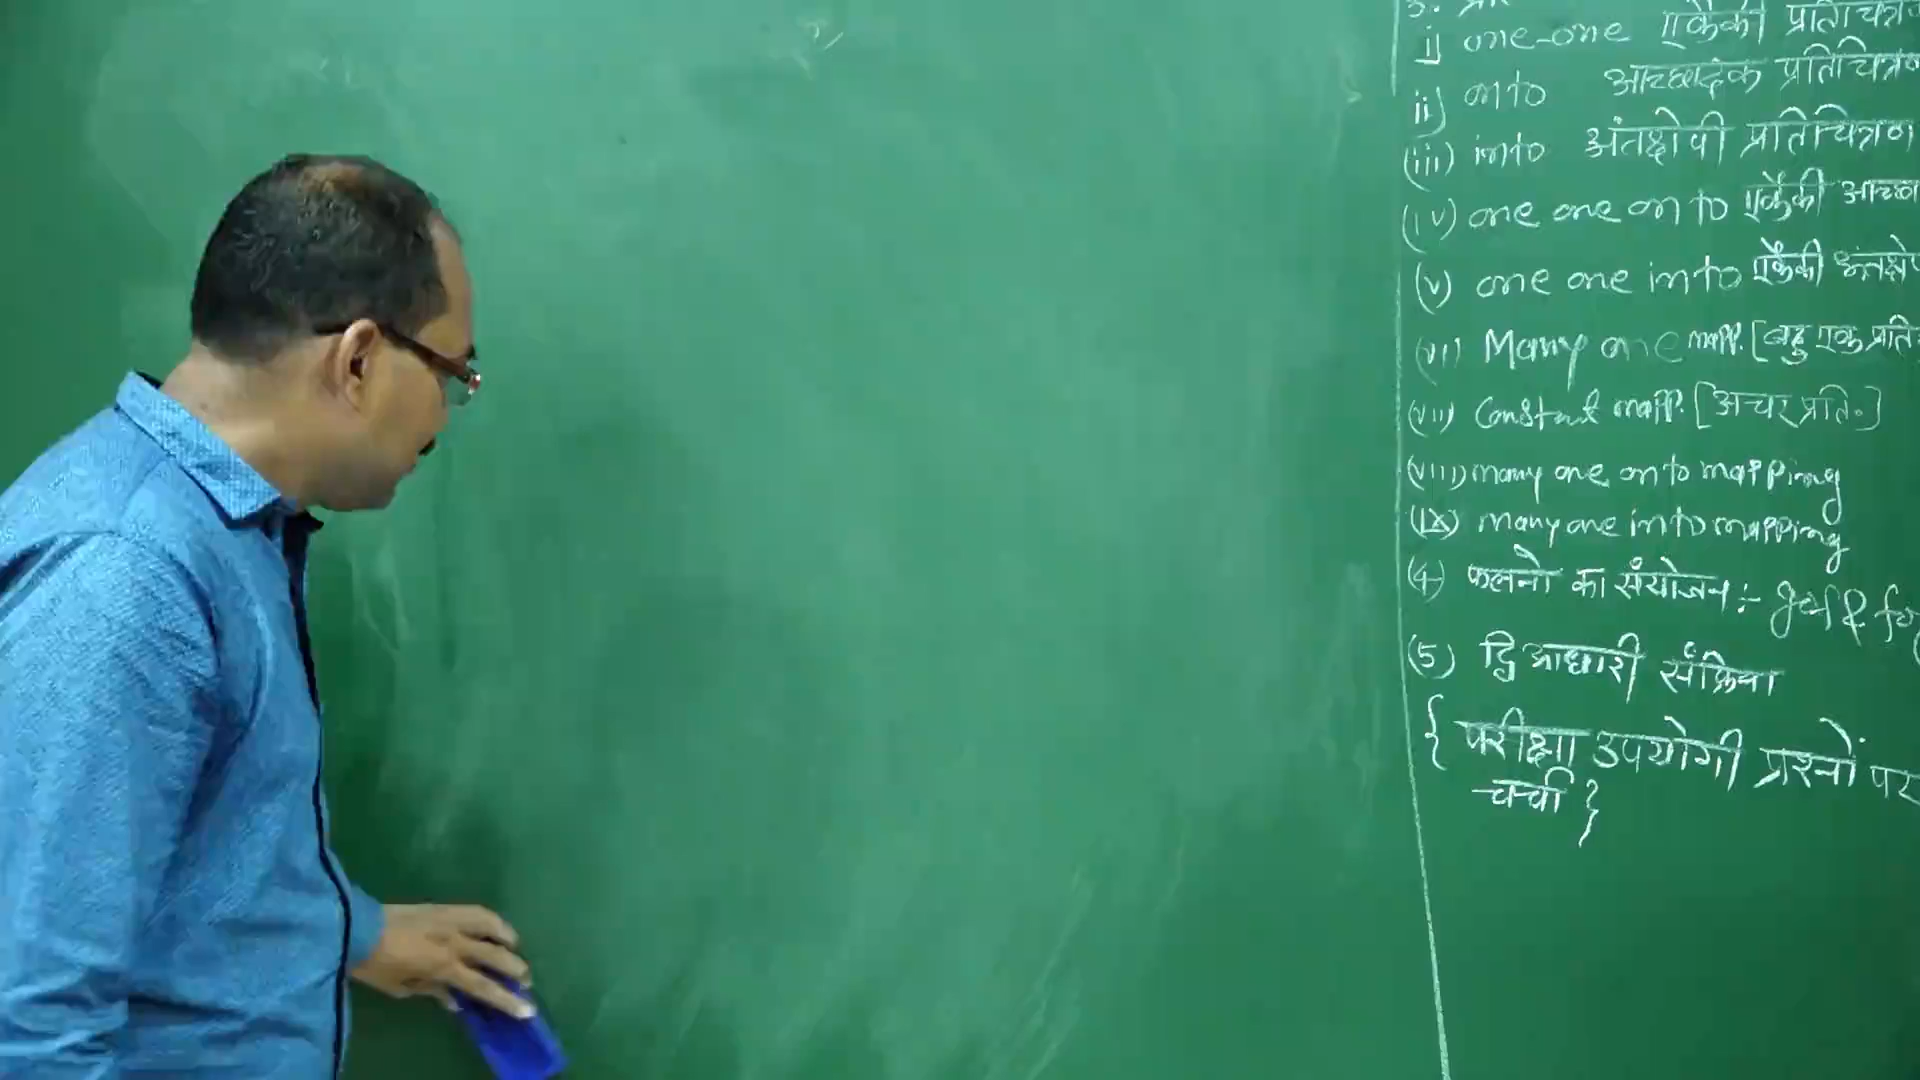 3.
i) one-one एकैकी प्रतिचित्रण
ii) onto आच्छादक प्रतिचित्रण
(iii) into अंतक्षेपी प्रतिचित्रण
(iv) one one on to एकैकी
(v) one one into एकैकी
(vi) Many one mapp. [बहु एक प्रति
(vii) Constant mapp. [अचर प्रति॰]
(viii) many one onto mapping
(ix) many one into mapping
(4) फलनो का संयोजन :- gof &
(5) द्वि आधारी संक्रिया
{ परीक्षा उपयोगी प्रश्नों पर
चर्चा }